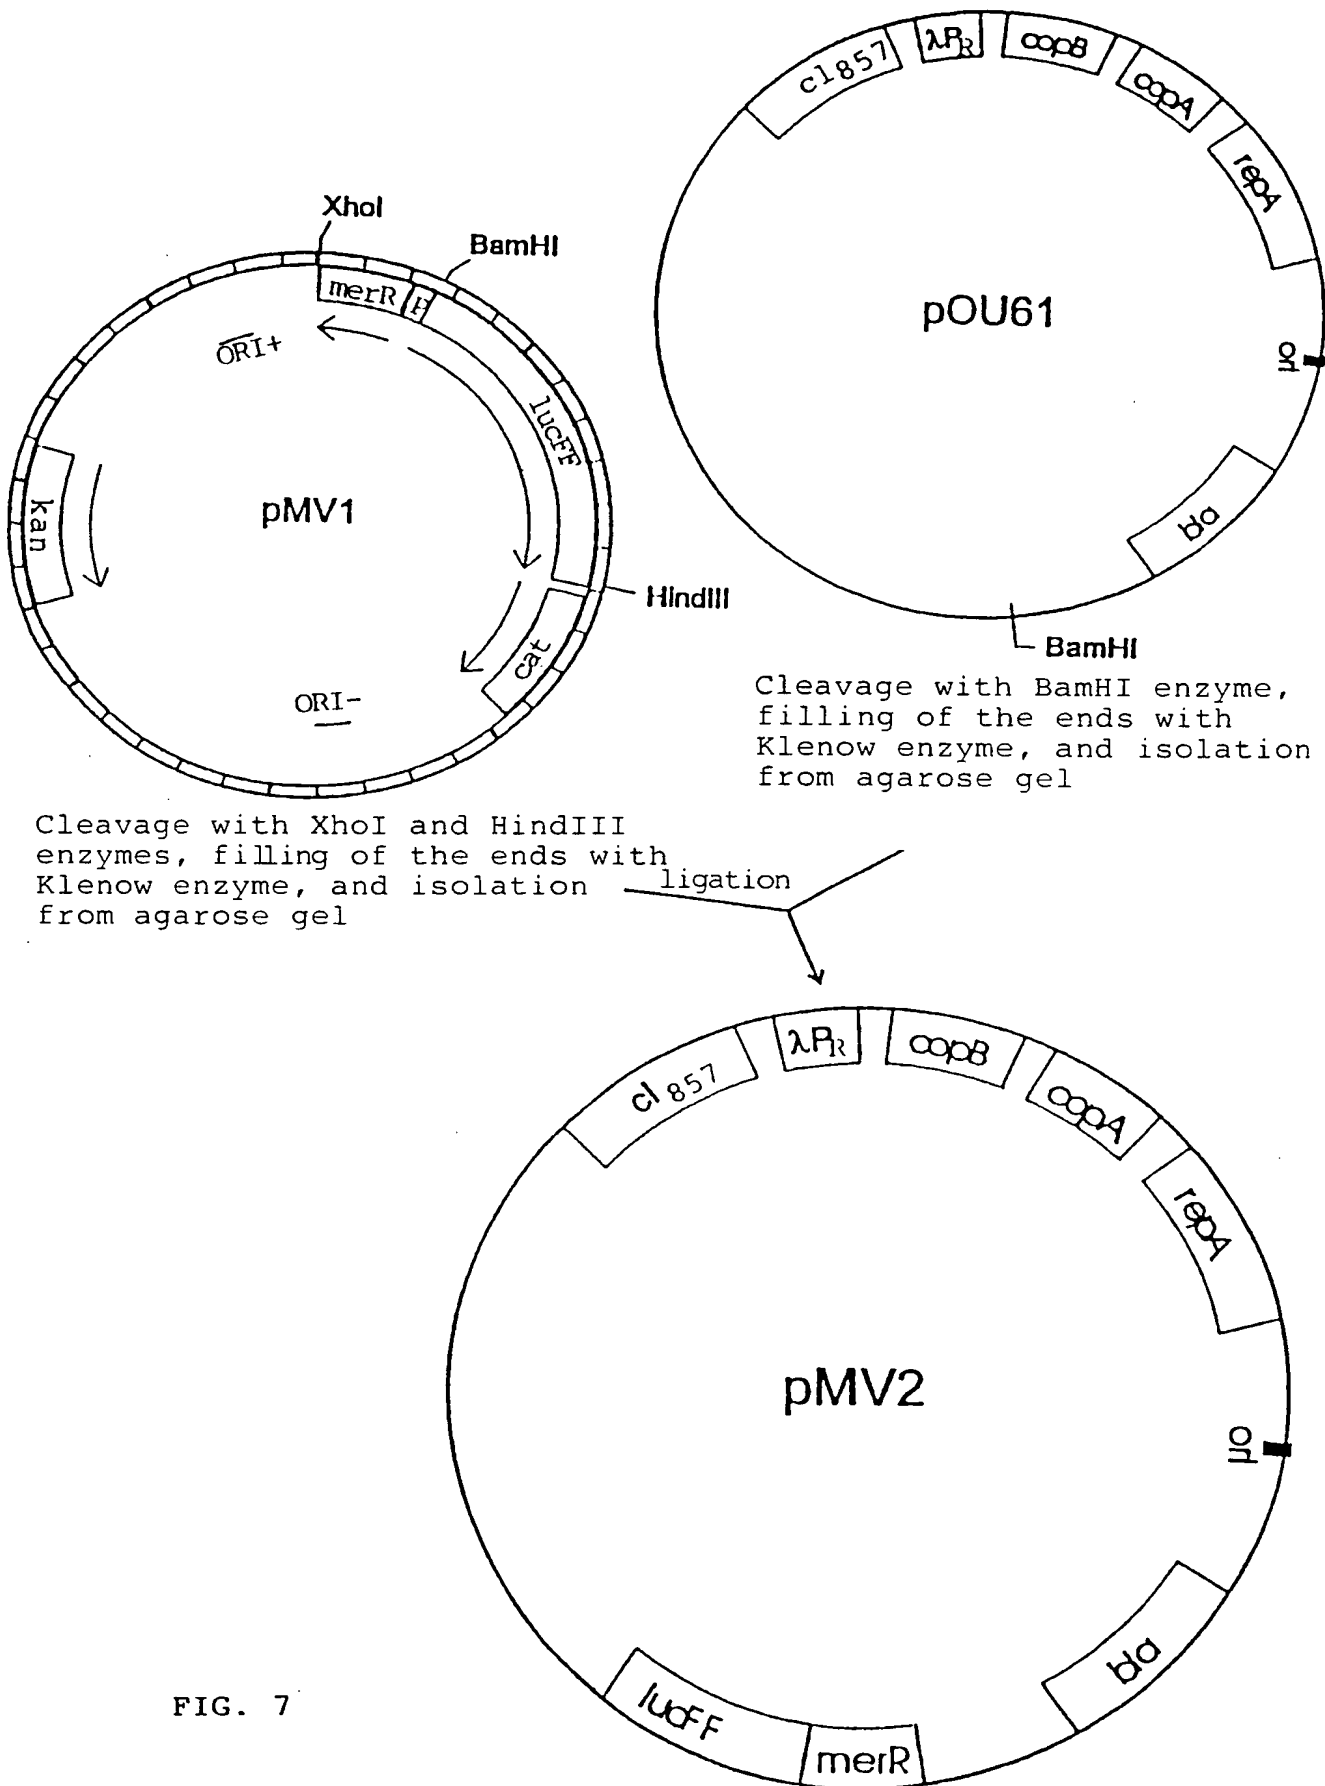 XhoI
BamHI
merR
P
ORI+
lucFF
kan
pMV1
HindIII
cat
ORI-
cl857
λPR
copB
copA
repA
pOU61
ori
bla
BamHI
Cleavage with BamHI enzyme,
filling of the ends with
Klenow enzyme, and isolation
from agarose gel
Cleavage with XhoI and HindIII
enzymes, filling of the ends with
Klenow enzyme, and isolation
from agarose gel
ligation
cl857
λPR
copB
copA
repA
pMV2
ori
bla
lucFF
merR
FIG. 7